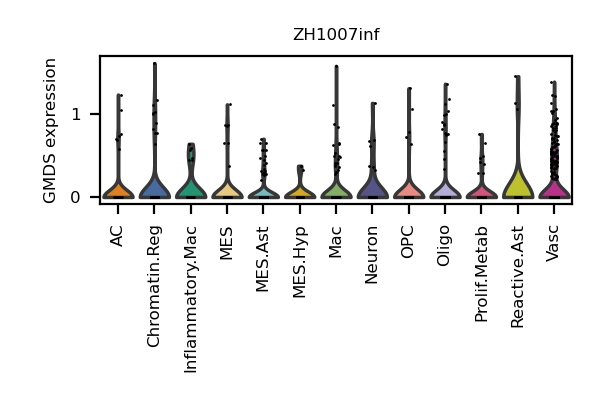 ZH1007inf
GMDS expression
1
0
AC
Chromatin.Reg
Inflammatory.Mac
MES
MES.Ast
MES.Hyp
Mac
Neuron
OPC
Oligo
Prolif.Metab
Reactive.Ast
Vasc